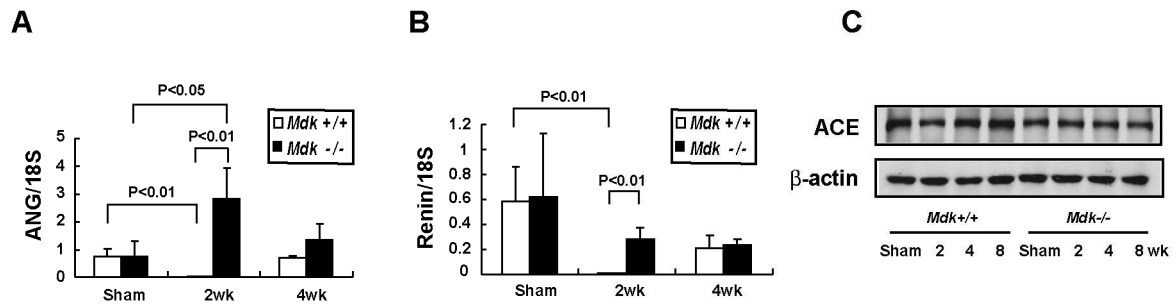 A
P<0.05
Mdk +/+
Mdk -/-
P<0.01
P<0.01
ANG/18S
5
4
3
2
1
0
Sham 2wk 4wk
B
P<0.01
Mdk +/+
Mdk -/-
P<0.01
Renin/18S
1.2
1
0.8
0.6
0.4
0.2
0
Sham 2wk 4wk
C
ACE
β-actin
Mdk+/+ Mdk-/-
Sham 2 4 8 Sham 2 4 8 wk